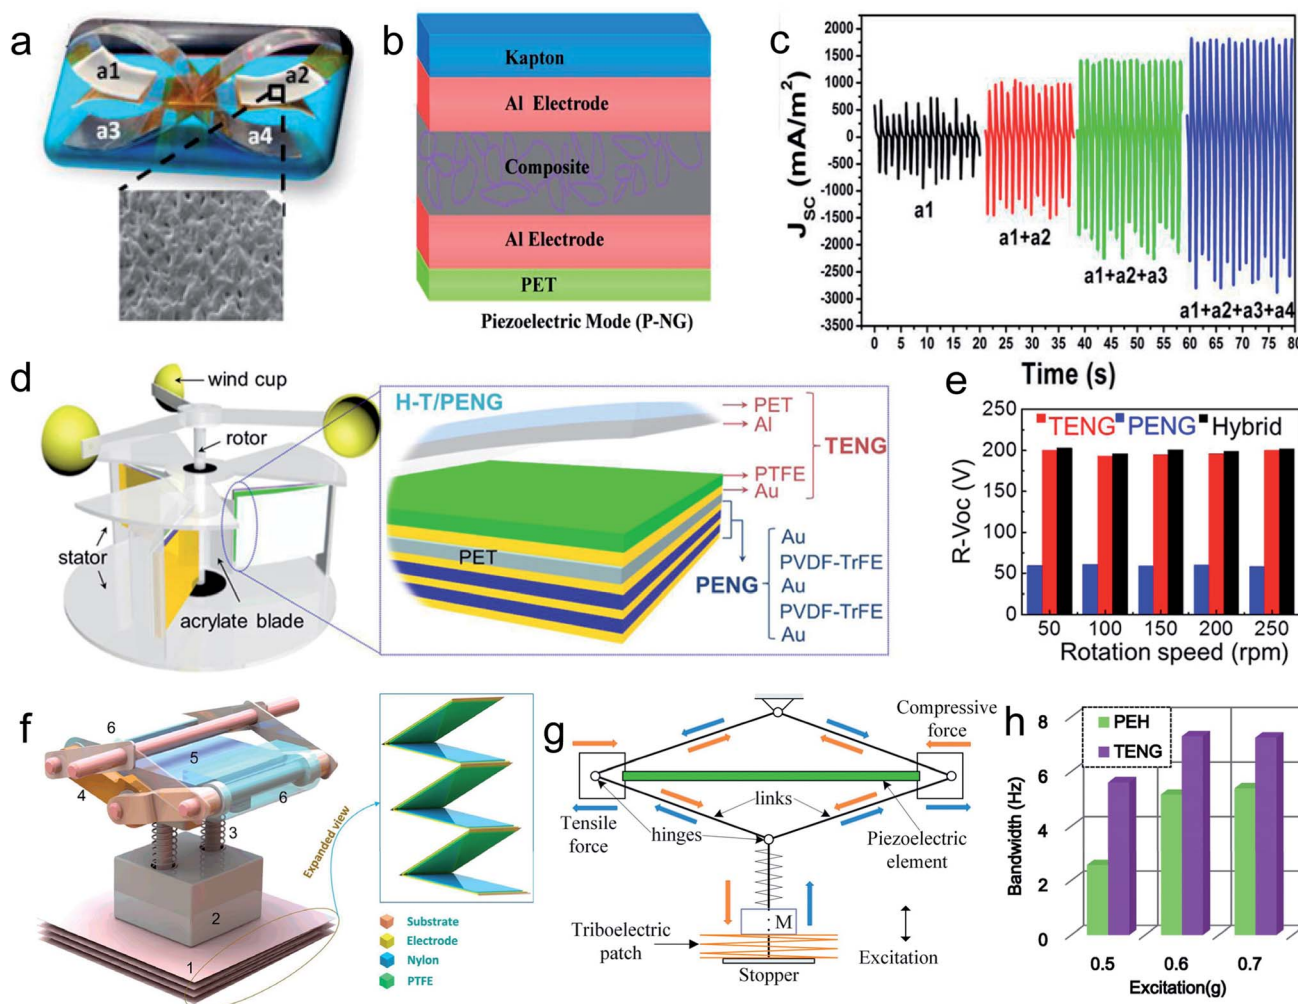 a
a1
a2
a3
a4
b
Kapton
Al Electrode
Composite
Al Electrode
PET
Piezoelectric Mode (P-NG)
c
J_SC (mA/m²)
2000
1500
1000
500
0
-500
1000
1500
2000
2500
-3000
-3500
a1
a1+a2
a1+a2+a3
a1+a2+a3+a4
0 5 10 15 20 25 30 35 40 45 50 55 60 65 70 75 80
Time (s)
d
wind cup
rotor
stator
acrylate blade
H-T/PENG
PET
Al
TENG
PTFE
Au
PET
PENG
Au
PVDF-TrFE
Au
PVDF-TrFE
Au
e
TENG PENG Hybrid
R-Voc (V)
250
200
150
100
50
0
50 100 150 200 250
Rotation speed (rpm)
f
6
5
4
6
3
2
1
Expanded view
Substrate
Electrode
Nylon
PTFE
g
Compressive
force
Tensile
force
hinges
links
Piezoelectric
element
Triboelectric
patch
M
Stopper
Excitation
h
PEH
TENG
Bandwidth (Hz)
8
6
4
2
0
0.5 0.6 0.7
Excitation(g)